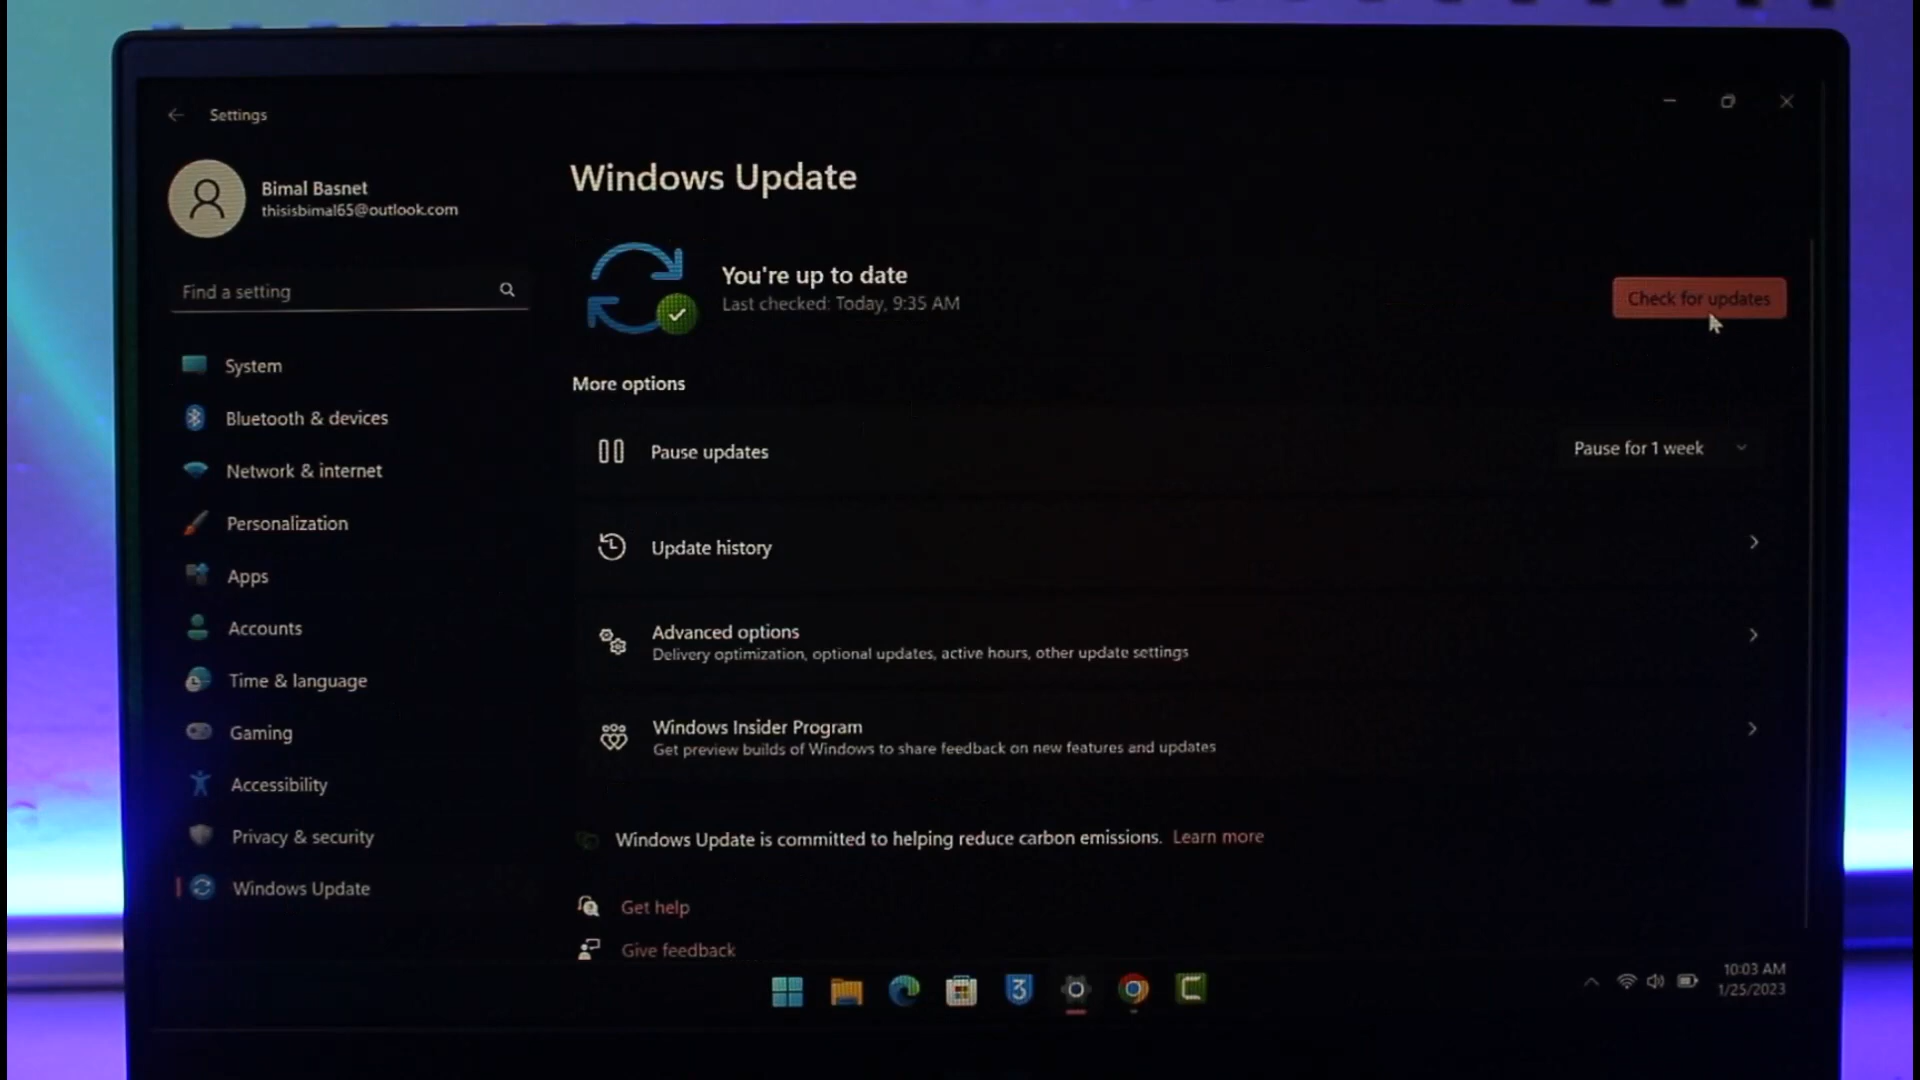 Settings
Bimal Basnet
thisisbimal65@outlook.com
Find a setting
System
Bluetooth & devices
Network & internet
Personalization
Apps
Accounts
Time & language
Gaming
Accessibility
Privacy & security
Windows Update
Windows Update
You're up to date
Last checked: Today, 9:35 AM
Check for updates
More options
Pause updates
Pause for 1 week
Update history
Advanced options
Delivery optimization, optional updates, active hours, other update settings
Windows Insider Program
Get preview builds of Windows to share feedback on new features and updates
Windows Update is committed to helping reduce carbon emissions. Learn more
Get help
Give feedback
3
C
10:03 AM
1/25/2023